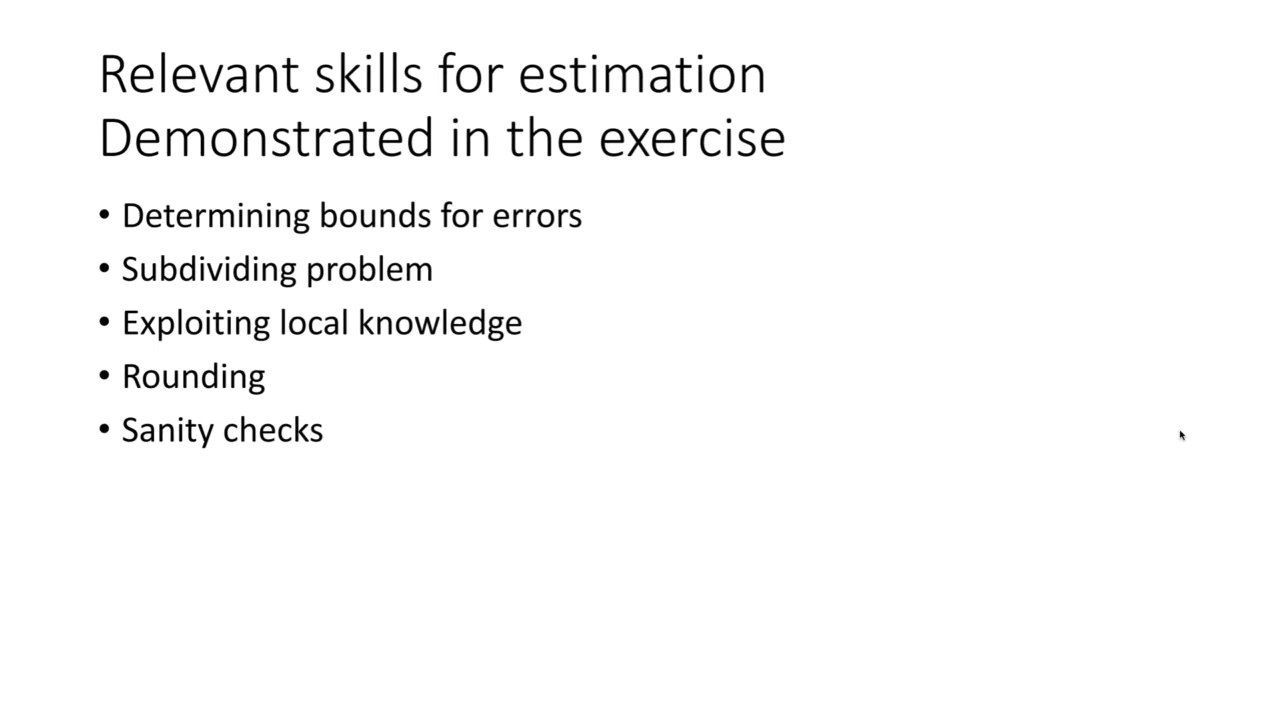 Relevant skills for estimation
Demonstrated in the exercise
• Determining bounds for errors
• Subdividing problem
• Exploiting local knowledge
• Rounding
• Sanity checks